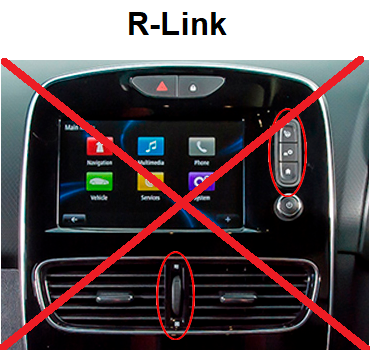 R-Link
Main menu
Navigation
Multimedia
Phone
Vehicle
Services
System